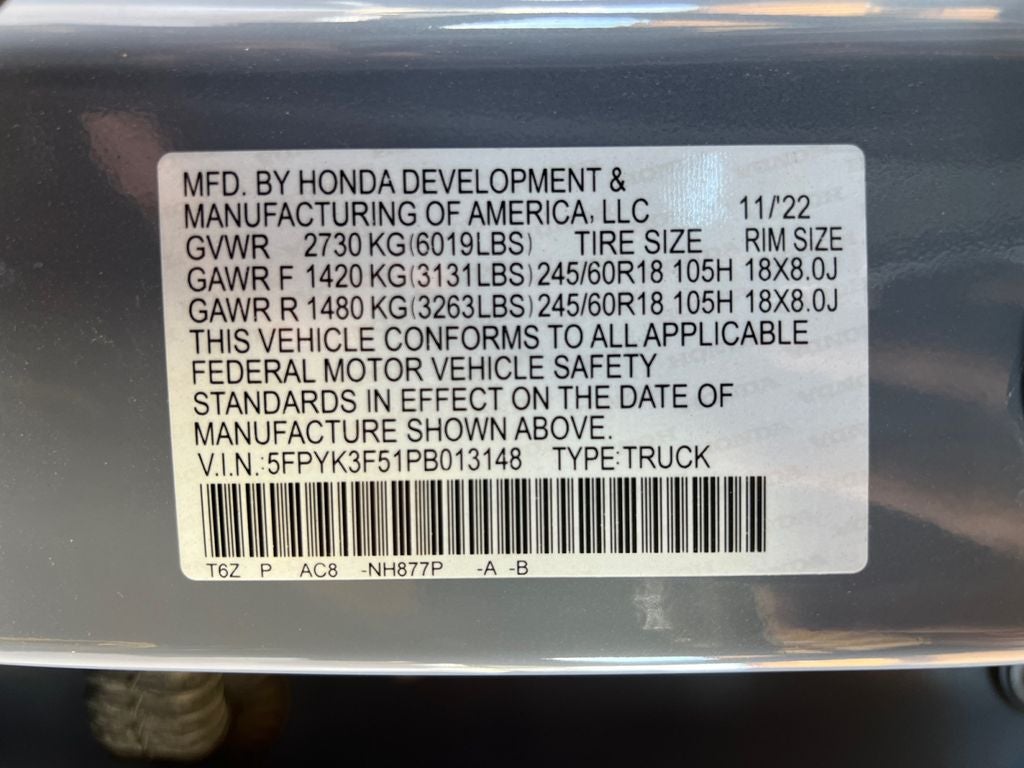 MFD. BY HONDA DEVELOPMENT &
MANUFACTURING OF AMERICA, LLC 11/'22
GVWR 2730 KG(6019LBS) TIRE SIZE RIM SIZE
GAWR F 1420 KG(3131LBS) 245/60R18 105H 18X8.0J
GAWR R 1480 KG(3263LBS) 245/60R18 105H 18X8.0J
THIS VEHICLE CONFORMS TO ALL APPLICABLE
FEDERAL MOTOR VEHICLE SAFETY
STANDARDS IN EFFECT ON THE DATE OF
MANUFACTURE SHOWN ABOVE.
V.I.N.:5FPYK3F51PB013148 TYPE:TRUCK
T6Z P AC8 -NH877P -A -B